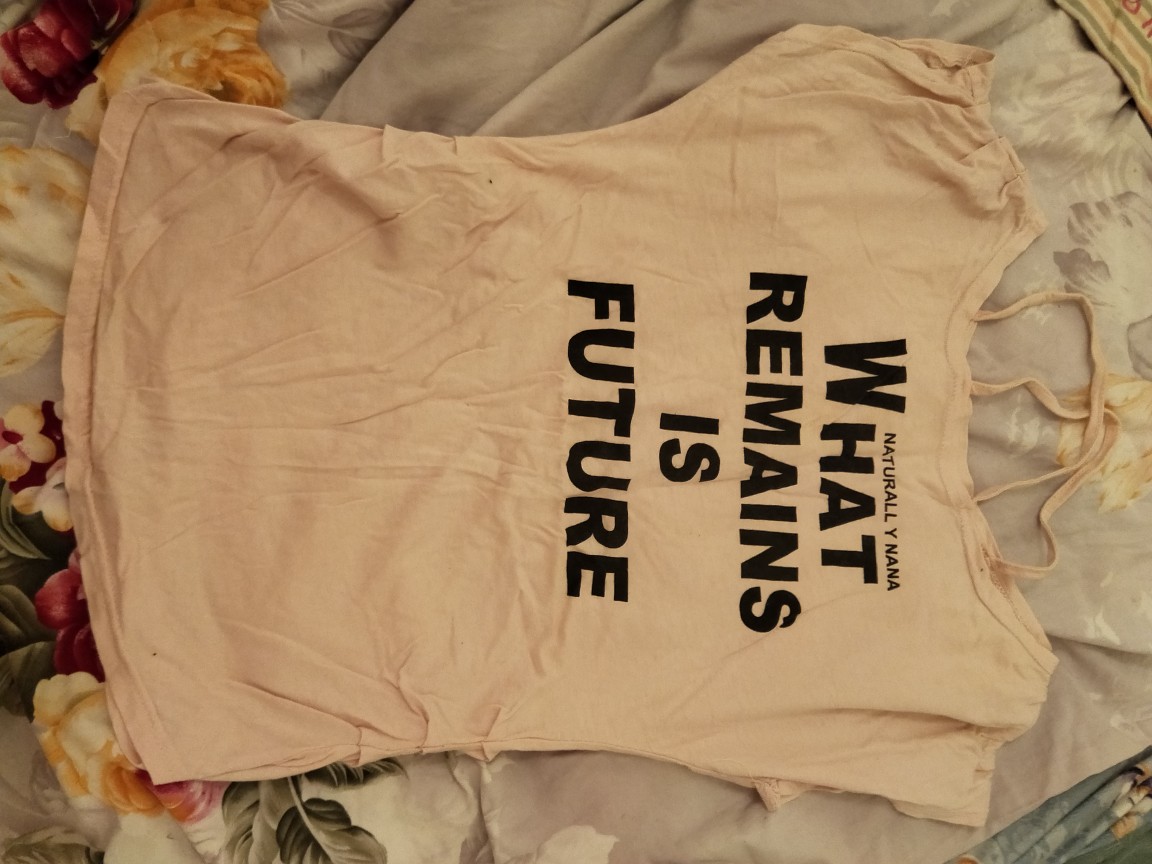 NATURALL Y NANA
WHAT
REMAINS
IS
FUTURE